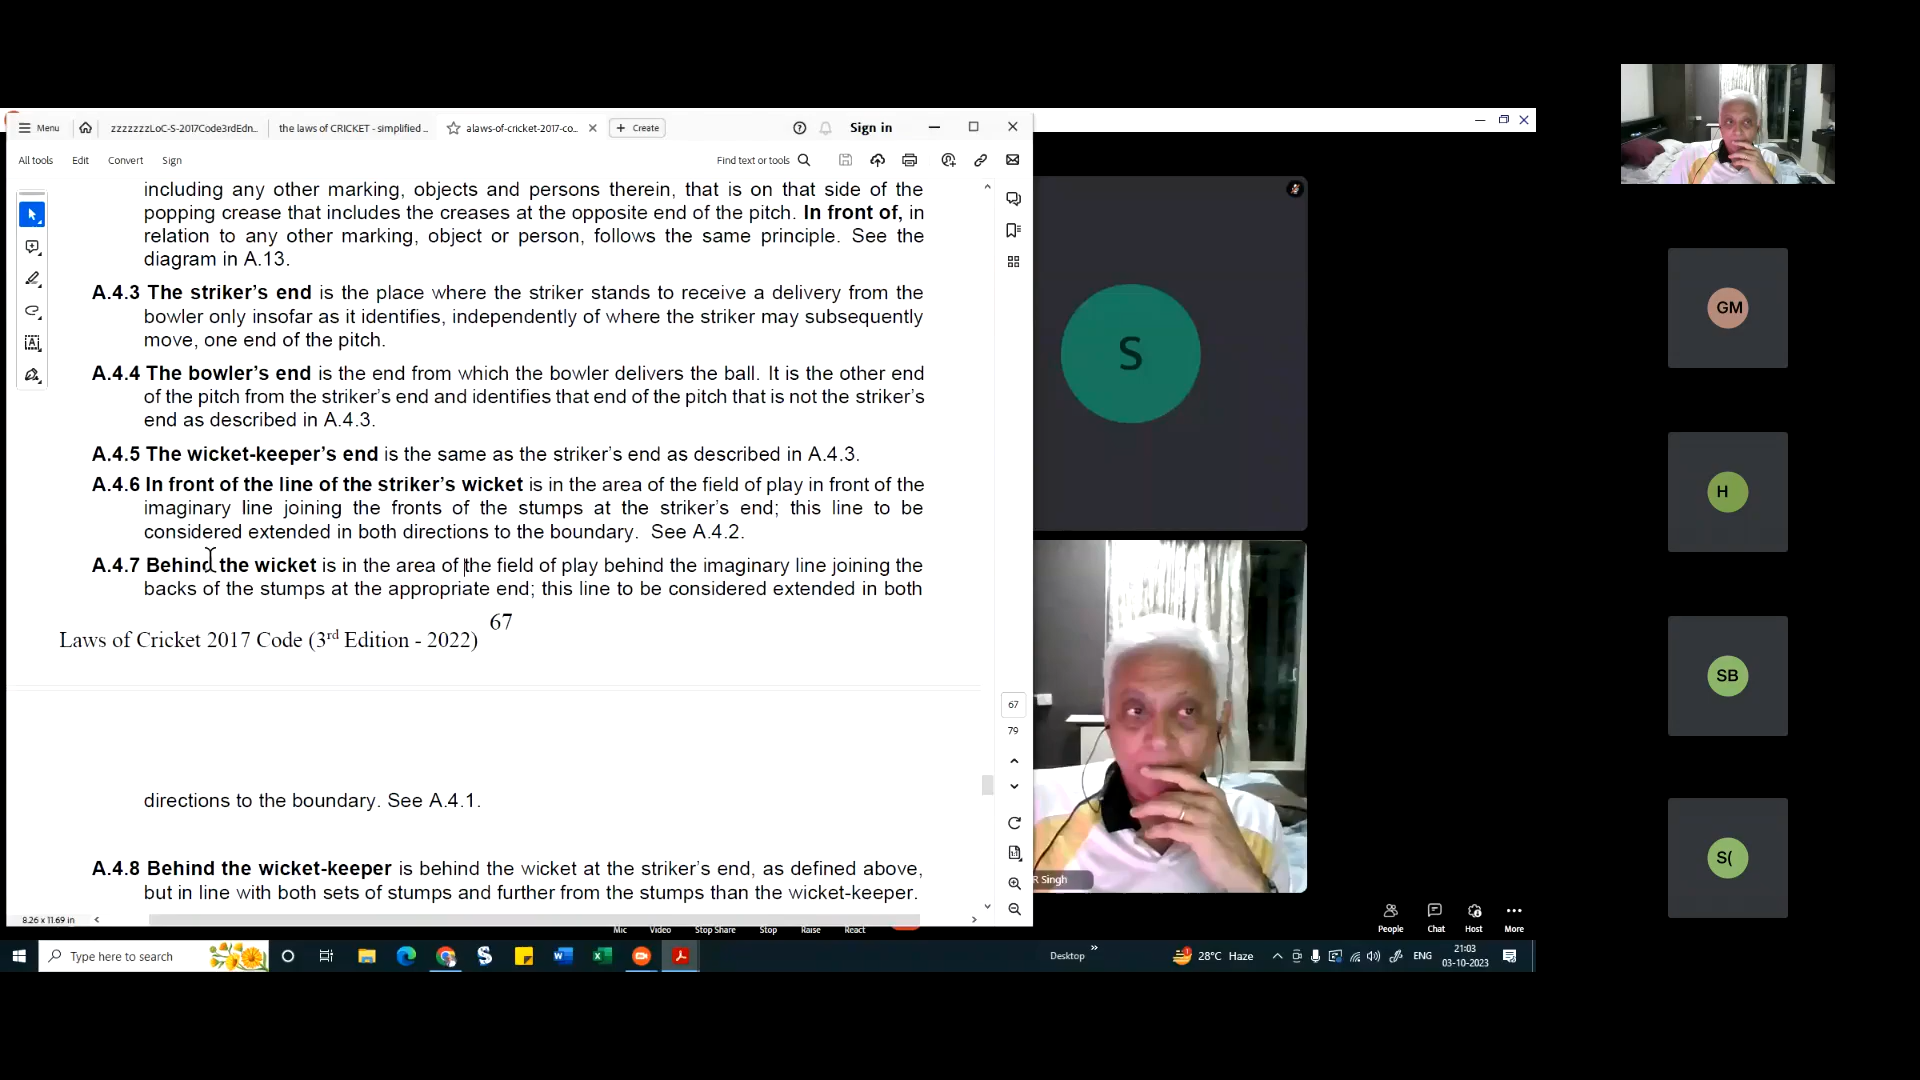 Menu
zzzzzzzLoC-S-2017Code3rdEdn...
the laws of CRICKET - simplified ...
alaws-of-cricket-2017-co...
Create
Sign in
All tools
Edit
Convert
Sign
Find text or tools
including any other marking, objects and persons therein, that is on that side of the
popping crease that includes the creases at the opposite end of the pitch. In front of, in
relation to any other marking, object or person, follows the same principle. See the
diagram in A.13.
A.4.3 The striker's end is the place where the striker stands to receive a delivery from the
bowler only insofar as it identifies, independently of where the striker may subsequently
move, one end of the pitch.
A.4.4 The bowler's end is the end from which the bowler delivers the ball. It is the other end
of the pitch from the striker's end and identifies that end of the pitch that is not the striker's
end as described in A.4.3.
A.4.5 The wicket-keeper's end is the same as the striker's end as described in A.4.3.
A.4.6 In front of the line of the striker's wicket is in the area of the field of play in front of the
imaginary line joining the fronts of the stumps at the striker's end; this line to be
considered extended in both directions to the boundary. See A.4.2.
A.4.7 Behind the wicket is in the area of the field of play behind the imaginary line joining the
backs of the stumps at the appropriate end; this line to be considered extended in both
67
Laws of Cricket 2017 Code (3rd Edition - 2022)
directions to the boundary. See A.4.1.
A.4.8 Behind the wicket-keeper is behind the wicket at the striker's end, as defined above,
but in line with both sets of stumps and further from the stumps than the wicket-keeper.
67
79
8.26 x 11.69 in
S
R Singh
GM
H
SB
S(
Mic
Video
Stop Share
Stop
Raise
React
People
Chat
Host
More
Type here to search
Desktop
28°C Haze
ENG
21:03
03-10-2023